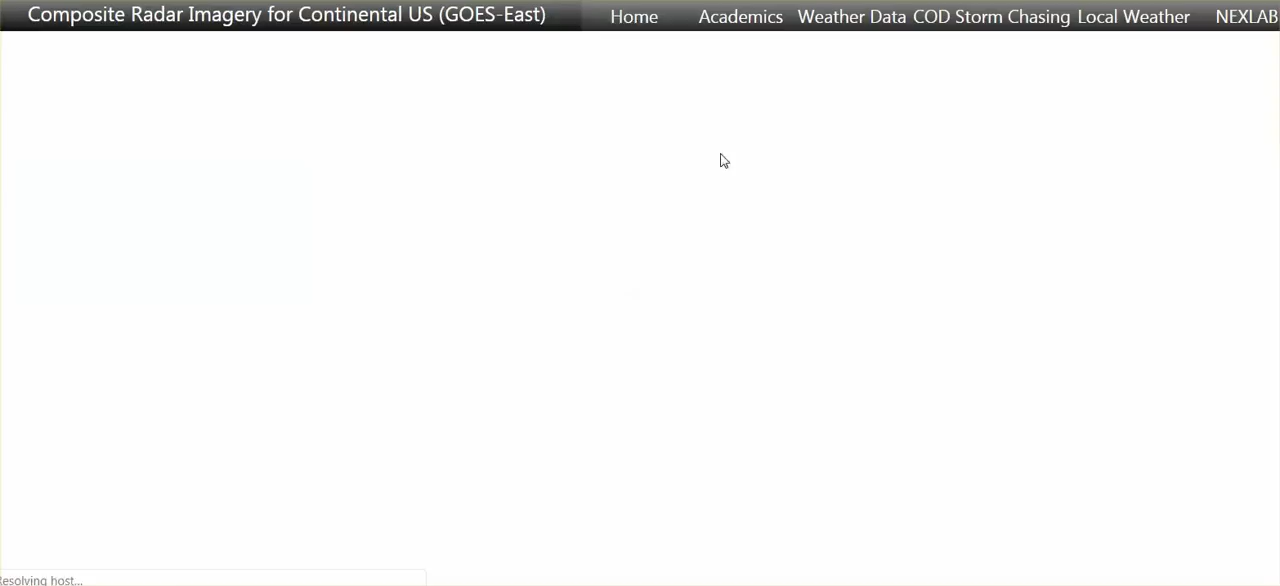 Composite Radar Imagery for Continental US (GOES-East) Home Academics Weather Data COD Storm Chasing Local Weather NEXLAB
Resolving host...